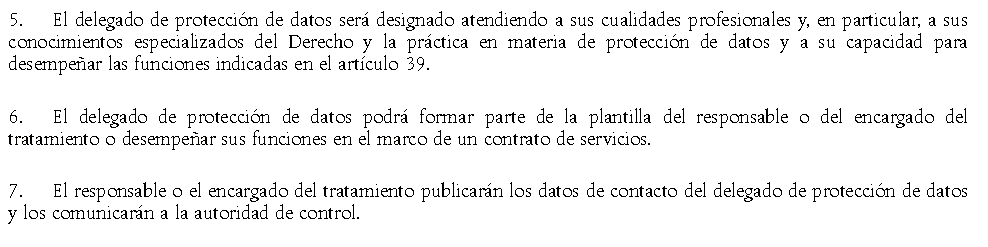 5. El delegado de protección de datos será designado atendiendo a sus cualidades profesionales y, en particular, a sus
conocimientos especializados del Derecho y la práctica en materia de protección de datos y a su capacidad para
desempeñar las funciones indicadas en el artículo 39.
6. El delegado de protección de datos podrá formar parte de la plantilla del responsable o del encargado del
tratamiento o desempeñar sus funciones en el marco de un contrato de servicios.
7. El responsable o el encargado del tratamiento publicarán los datos de contacto del delegado de protección de datos
y los comunicarán a la autoridad de control.